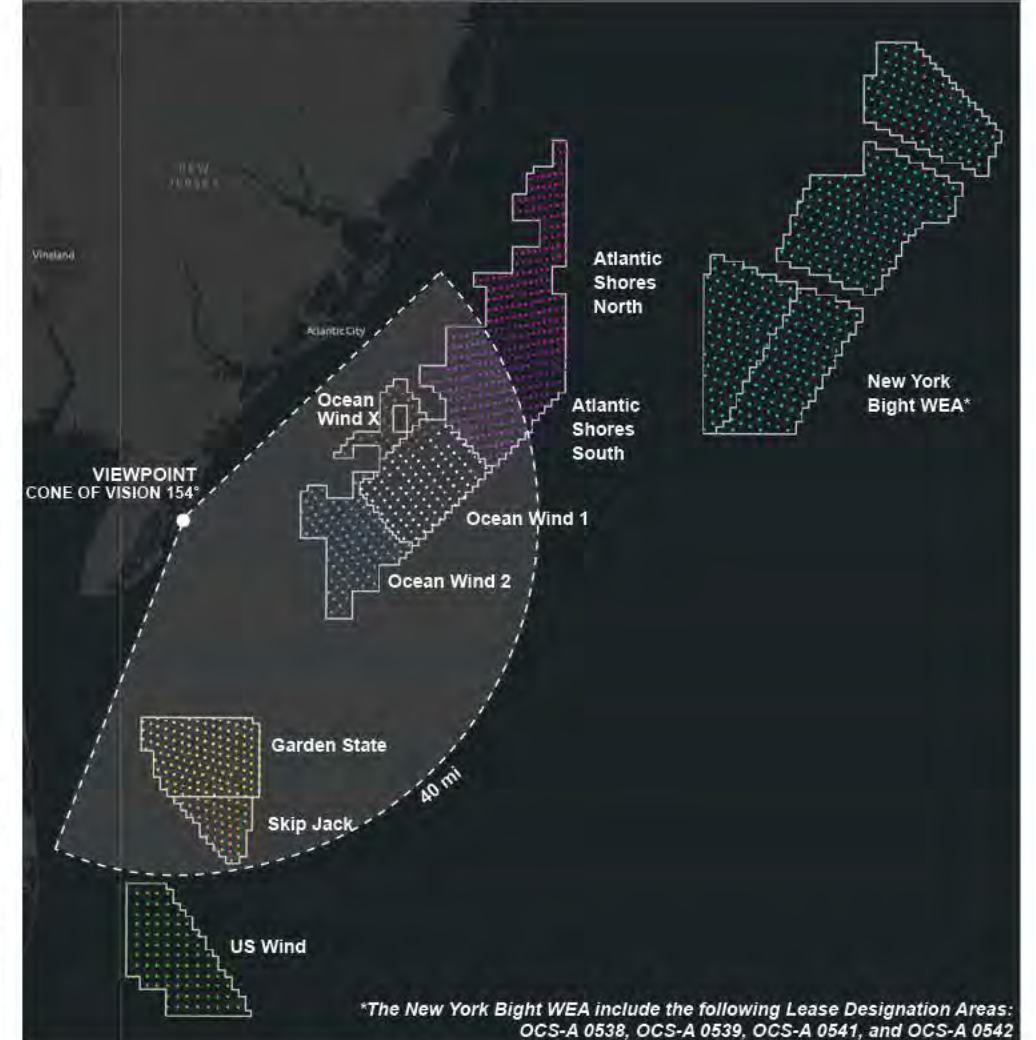 NEW
JERSEY
Vineland
Atlantic City
Atlantic
Shores
North
New York
Bight WEA*
Ocean
Wind X
Atlantic
Shores
South
VIEWPOINT
CONE OF VISION 154°
Ocean Wind 1
Ocean Wind 2
Garden State
40 mi
Skip Jack
US Wind
*The New York Bight WEA include the following Lease Designation Areas:
OCS-A 0538, OCS-A 0539, OCS-A 0541, and OCS-A 0542